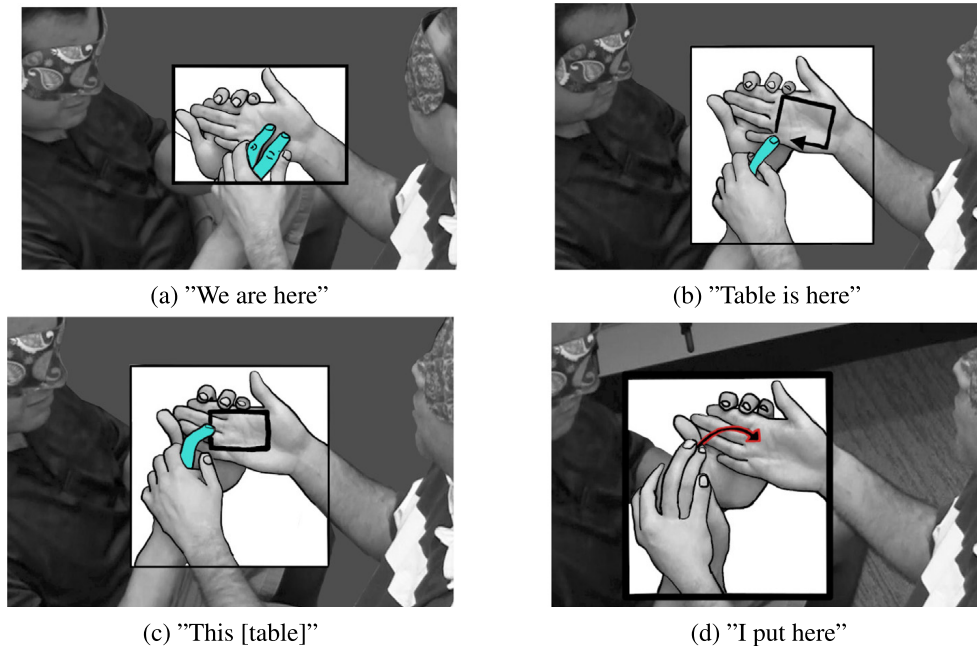 (a) ”We are here”
(b) ”Table is here”
(c) ”This [table]”
(d) ”I put here”